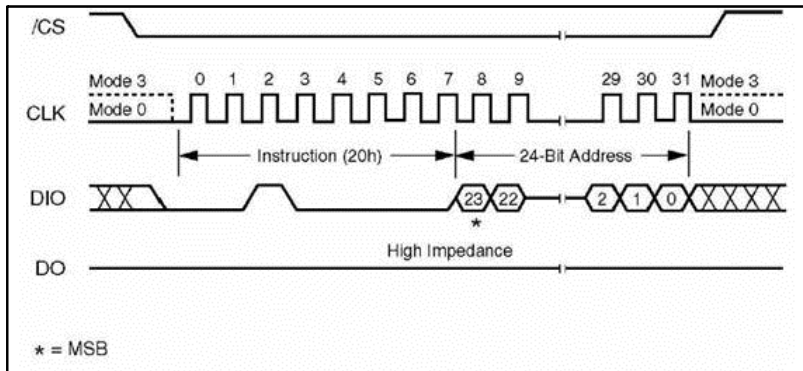 /CS
Mode 3 0 1 2 3 4 5 6 7 8 9 29 30 31 Mode 3
CLK Mode 0 Mode 0
Instruction (20h) 24-Bit Address
DIO 23 22 2 1 0
*
High Impedance
DO
* = MSB